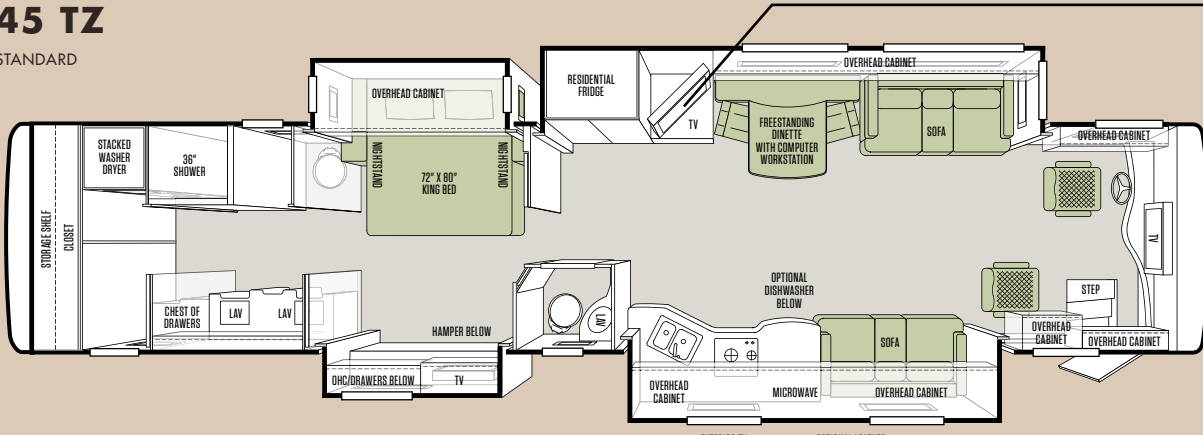 45 TZ
STANDARD
OVERHEAD CABINET
RESIDENTIAL
FRIDGE
TV
OVERHEAD CABINET
FREESTANDING
DINETTE
WITH COMPUTER
WORKSTATION
SOFA
OVERHEAD CABINET
STACKED
WASHER
DRYER
36"
SHOWER
NIGHTSTAND
72" X 80"
KING BED
NIGHTSTAND
STORAGE SHELF
CLOSET
TV
CHEST OF
DRAWERS
LAV
LAV
HAMPER BELOW
LAV
OPTIONAL
DISHWASHER
BELOW
STEP
SOFA
OVERHEAD
CABINET
OVERHEAD CABINET
OHC/DRAWERS BELOW
TV
OVERHEAD
CABINET
MICROWAVE
OVERHEAD CABINET